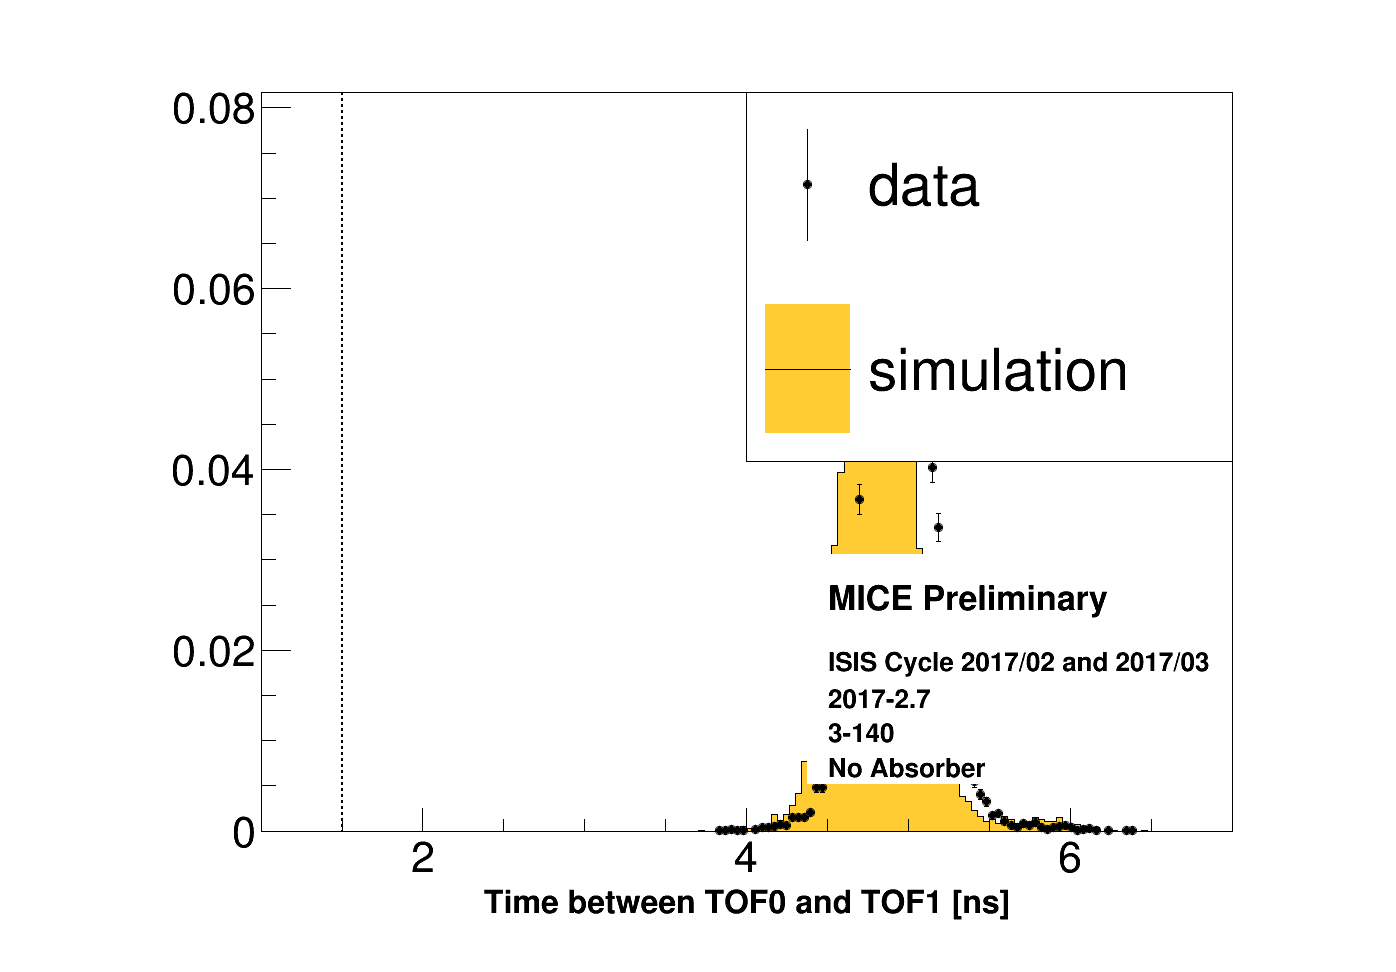 0.08
data
0.06
simulation
0.04
MICE Preliminary
0.02
ISIS Cycle 2017/02 and 2017/03
2017-2.7
3-140
No Absorber
0
2 4 6
Time between TOF0 and TOF1 [ns]